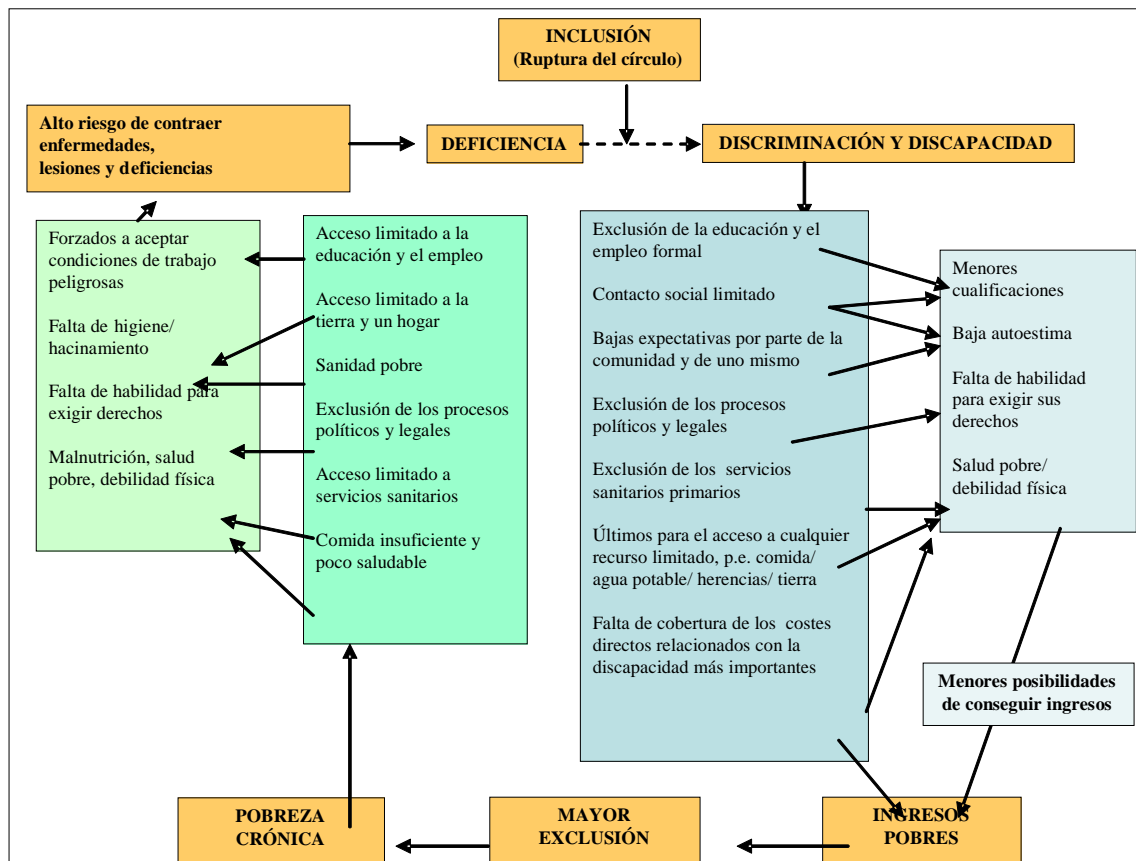 INCLUSIÓN
(Ruptura del círculo)
Alto riesgo de contraer
enfermedades,
lesiones y deficiencias
DEFICIENCIA
DISCRIMINACIÓN Y DISCAPACIDAD
Forzados a aceptar
condiciones de trabajo
peligrosas
Falta de higiene/
hacinamiento
Falta de habilidad para
exigir derechos
Malnutrición, salud
pobre, debilidad física
Acceso limitado a la
educación y el empleo
Acceso limitado a la
tierra y un hogar
Sanidad pobre
Exclusión de los procesos
políticos y legales
Acceso limitado a
servicios sanitarios
Comida insuficiente y
poco saludable
Exclusión de la educación y el
empleo formal
Contacto social limitado
Bajas expectativas por parte de la
comunidad y de uno mismo
Exclusión de los procesos
políticos y legales
Exclusión de los servicios
sanitarios primarios
Últimos para el acceso a cualquier
recurso limitado, p.e. comida/
agua potable/ herencias/ tierra
Falta de cobertura de los costes
directos relacionados con la
discapacidad más importantes
Menores
cualificaciones
Baja autoestima
Falta de habilidad
para exigir sus
derechos
Salud pobre/
debilidad física
Menores posibilidades
de conseguir ingresos
POBREZA
CRÓNICA
MAYOR
EXCLUSIÓN
INGRESOS
POBRES